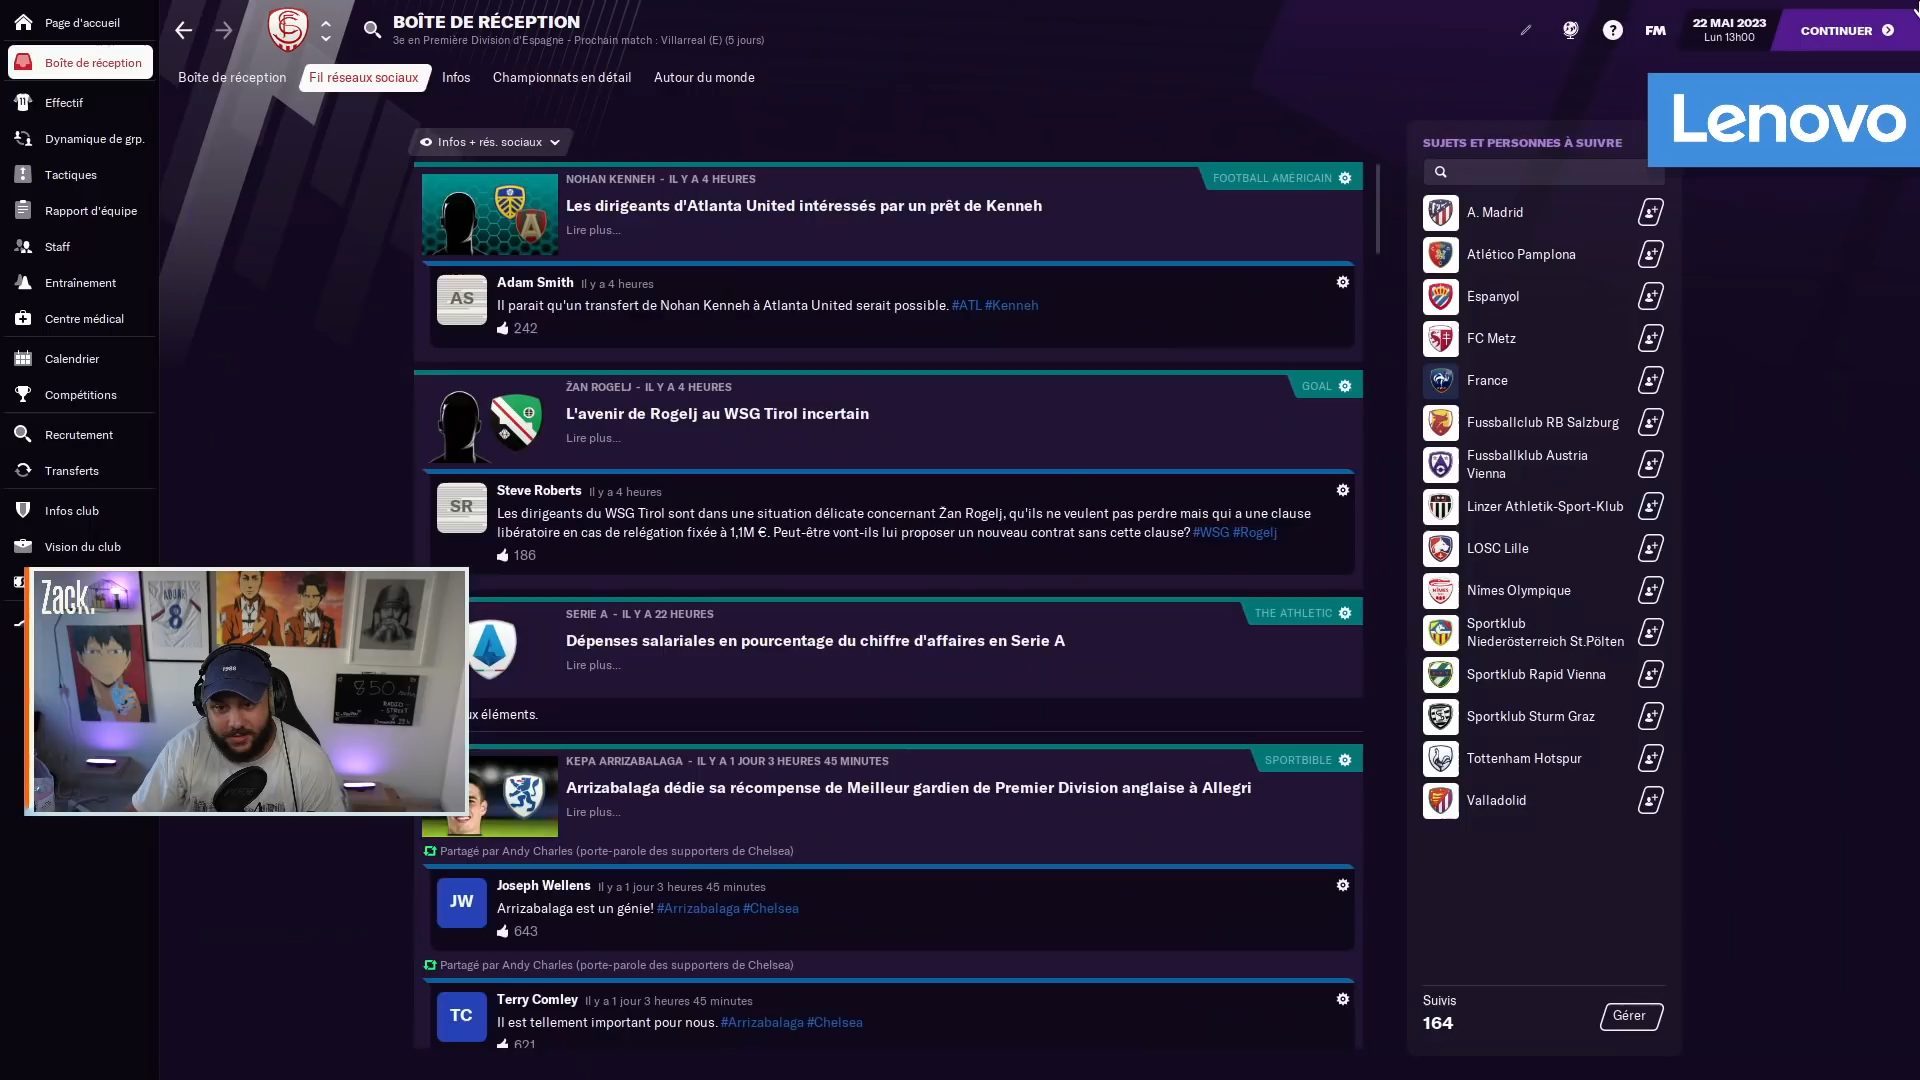 Page d'accueil
Boîte de réception
Effectif
Dynamique de grp.
Tactiques
Rapport d'équipe
Staff
Entraînement
Centre médical
Calendrier
Compétitions
Recrutement
Transferts
Infos club
Vision du club
BOÎTE DE RÉCEPTION
3e en Première Division d'Espagne - Prochain match : Villarreal (E) (5 jours)
FM
22 MAI 2023
Lun 13h00
CONTINUER
Boîte de réception
Fil réseaux sociaux
Infos
Championnats en détail
Autour du monde
Lenovo
Infos + rés. sociaux
NOHAN KENNEH - IL Y A 4 HEURES
FOOTBALL AMÉRICAIN
Les dirigeants d'Atlanta United intéressés par un prêt de Kenneh
Lire plus...
AS
Adam Smith Il y a 4 heures
Il parait qu'un transfert de Nohan Kenneh à Atlanta United serait possible. #ATL #Kenneh
242
ŽAN ROGELJ - IL Y A 4 HEURES
GOAL
L'avenir de Rogelj au WSG Tirol incertain
Lire plus...
SR
Steve Roberts Il y a 4 heures
Les dirigeants du WSG Tirol sont dans une situation délicate concernant Žan Rogelj, qu'ils ne veulent pas perdre mais qui a une clause
libératoire en cas de relégation fixée à 1,1M €. Peut-être vont-ils lui proposer un nouveau contrat sans cette clause? #WSG #Rogelj
186
SERIE A - IL Y A 22 HEURES
THE ATHLETIC
Dépenses salariales en pourcentage du chiffre d'affaires en Serie A
Lire plus...
éléments.
KEPA ARRIZABALAGA - IL Y A 1 JOUR 3 HEURES 45 MINUTES
SPORTBIBLE
Arrizabalaga dédie sa récompense de Meilleur gardien de Premier Division anglaise à Allegri
Lire plus...
Partagé par Andy Charles (porte-parole des supporters de Chelsea)
JW
Joseph Wellens Il y a 1 jour 3 heures 45 minutes
Arrizabalaga est un génie! #Arrizabalaga #Chelsea
643
Partagé par Andy Charles (porte-parole des supporters de Chelsea)
TC
Terry Comley Il y a 1 jour 3 heures 45 minutes
Il est tellement important pour nous. #Arrizabalaga #Chelsea
621
SUJETS ET PERSONNES À SUIVRE
A. Madrid
Atlético Pamplona
Espanyol
FC Metz
France
Fussballclub RB Salzburg
Fussballklub Austria
Vienna
Linzer Athletik-Sport-Klub
LOSC Lille
Nîmes Olympique
Sportklub
Niederösterreich St.Pölten
Sportklub Rapid Vienna
Sportklub Sturm Graz
Tottenham Hotspur
Valladolid
Suivis
164
Gérer
Zack.
8
1988
850
RADIO
STREET